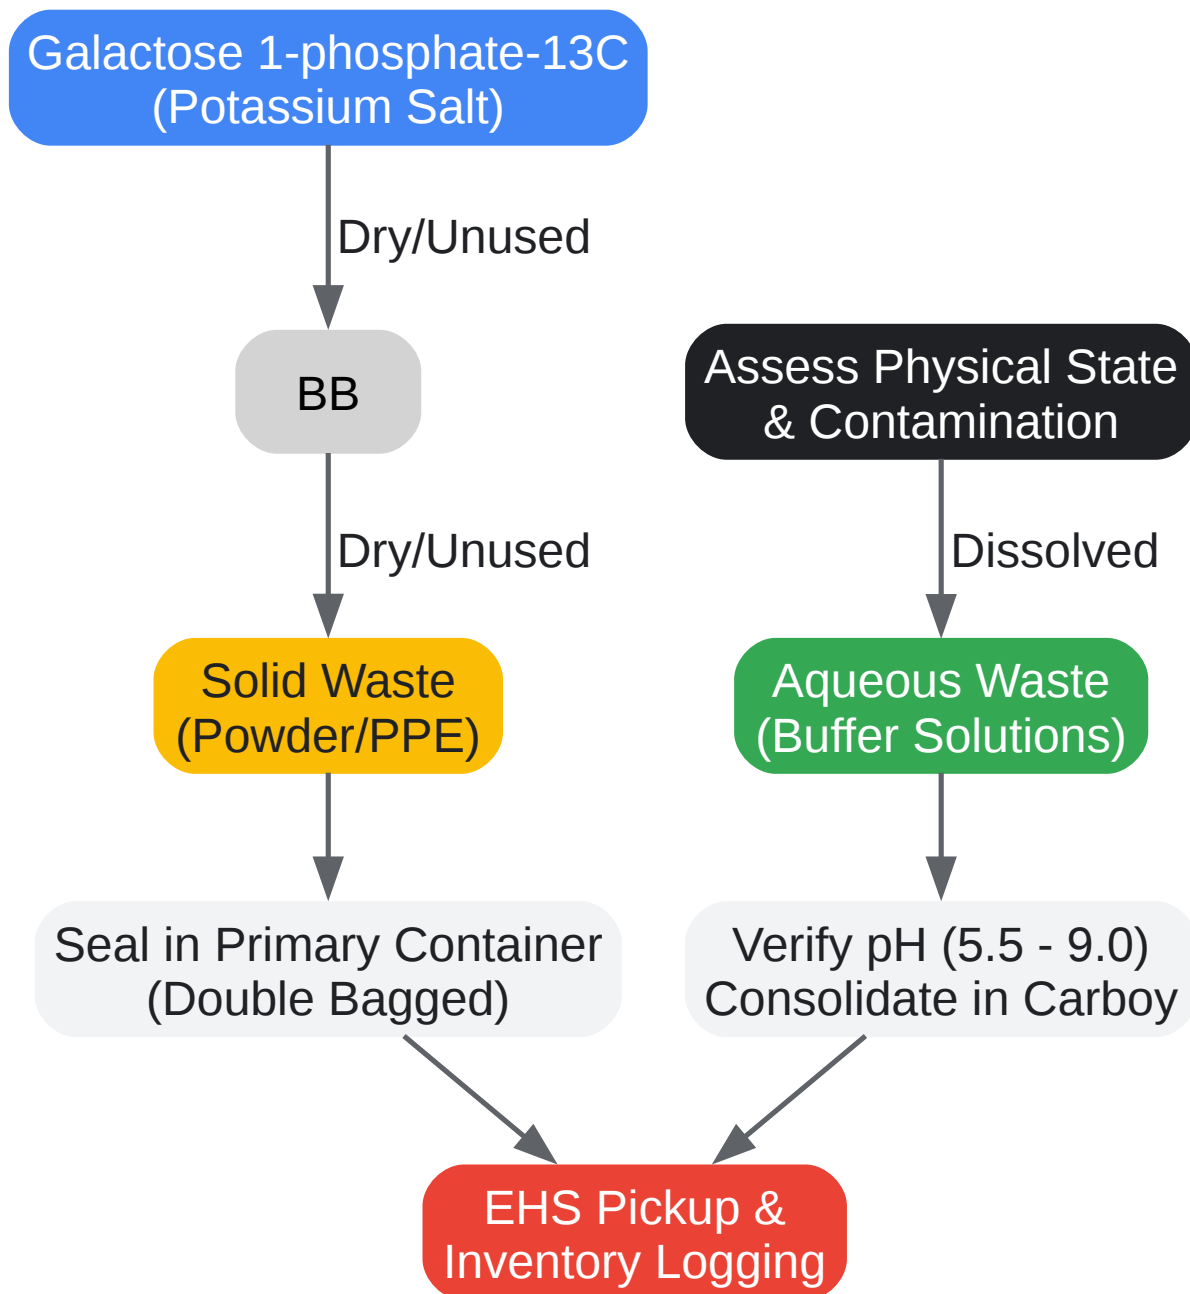 Galactose 1-phosphate-13C
(Potassium Salt)
Dry/Unused
BB
Assess Physical State
& Contamination
Dry/Unused
Dissolved
Solid Waste
(Powder/PPE)
Aqueous Waste
(Buffer Solutions)
Seal in Primary Container
(Double Bagged)
Verify pH (5.5 - 9.0)
Consolidate in Carboy
EHS Pickup &
Inventory Logging